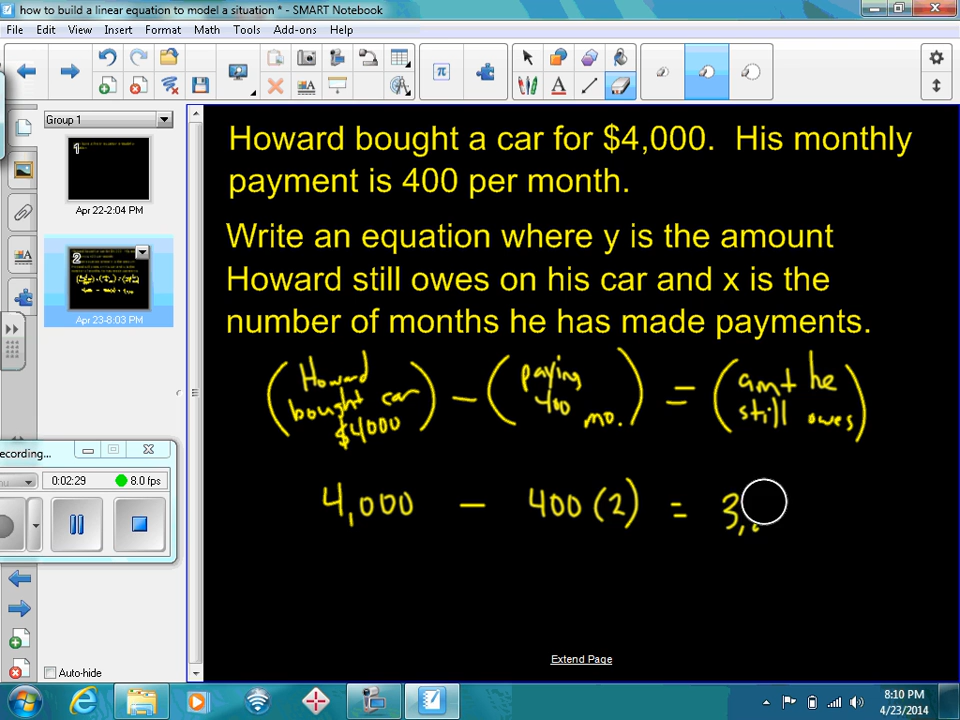 how to build a linear equation to model a situation * - SMART Notebook
File Edit View Insert Format Math Tools Add-ons Help
Group 1
1
Apr 22-2:04 PM
2
Apr 23-8:03 PM
Howard bought a car for $4,000. His monthly
payment is 400 per month.
Write an equation where y is the amount
Howard still owes on his car and x is the
number of months he has made payments.
(Howard bought car $4000) − (paying 400 mo.) = (amt he still owes)
4,000 − 400 (2) = 3,
ecording...
nu
0:02:29 8.0 fps
Auto-hide
Extend Page
8:10 PM
4/23/2014